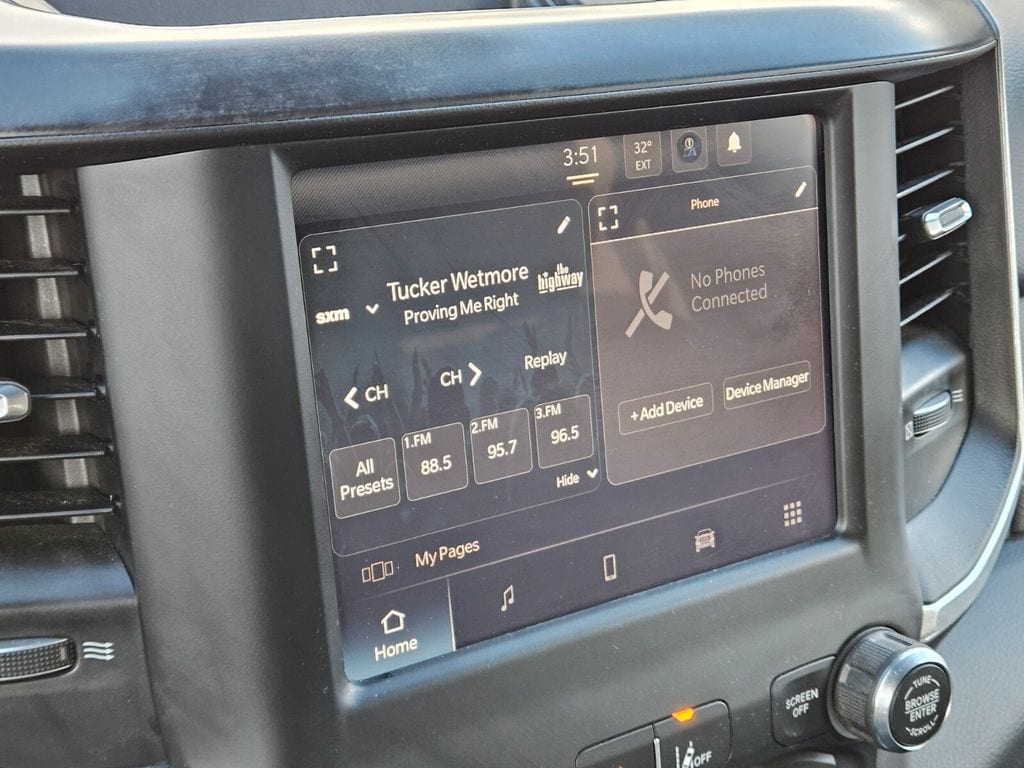 3:51
32°
EXT
Tucker Wetmore
Proving Me Right
sxm
the
highway
CH
CH
Replay
All
Presets
1.FM
88.5
2.FM
95.7
3.FM
96.5
Hide
Phone
No Phones
Connected
+ Add Device
Device Manager
My Pages
Home
SCREEN
OFF
TUNE
BROWSE
ENTER
SCROLL
OFF